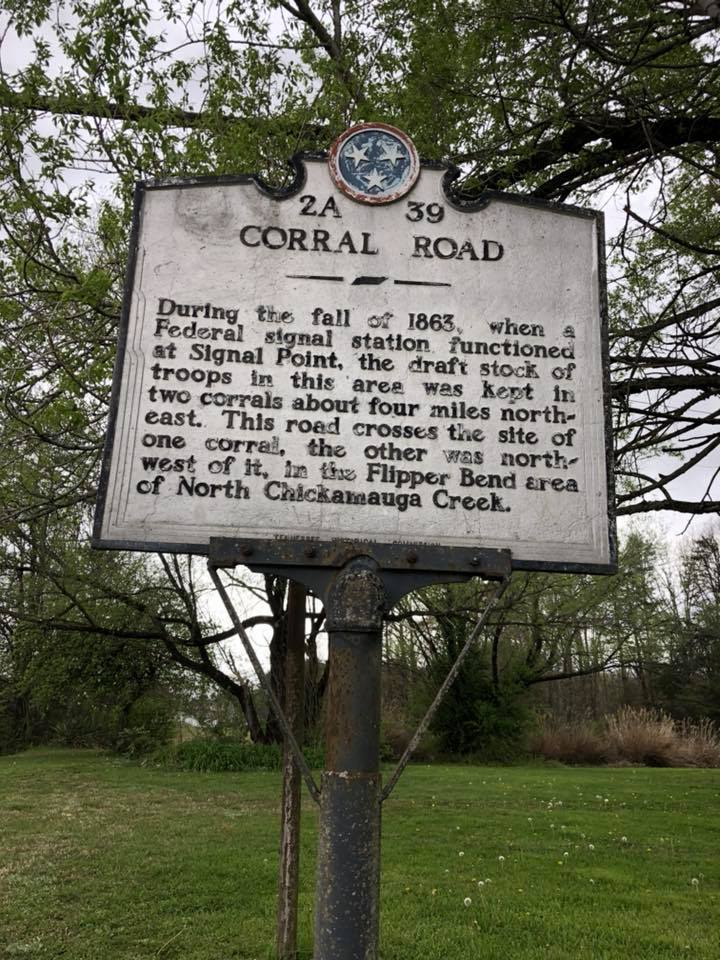 2A 39
CORRAL ROAD
During the fall of 1863, when a
Federal signal station functioned
at Signal Point, the draft stock of
troops in this area was kept in
two corrals about four miles north-
east. This road crosses the site of
one corral, the other was north-
west of it, in the Flipper Bend area
of North Chickamauga Creek.
TENNESSEE HISTORICAL COMMISSION